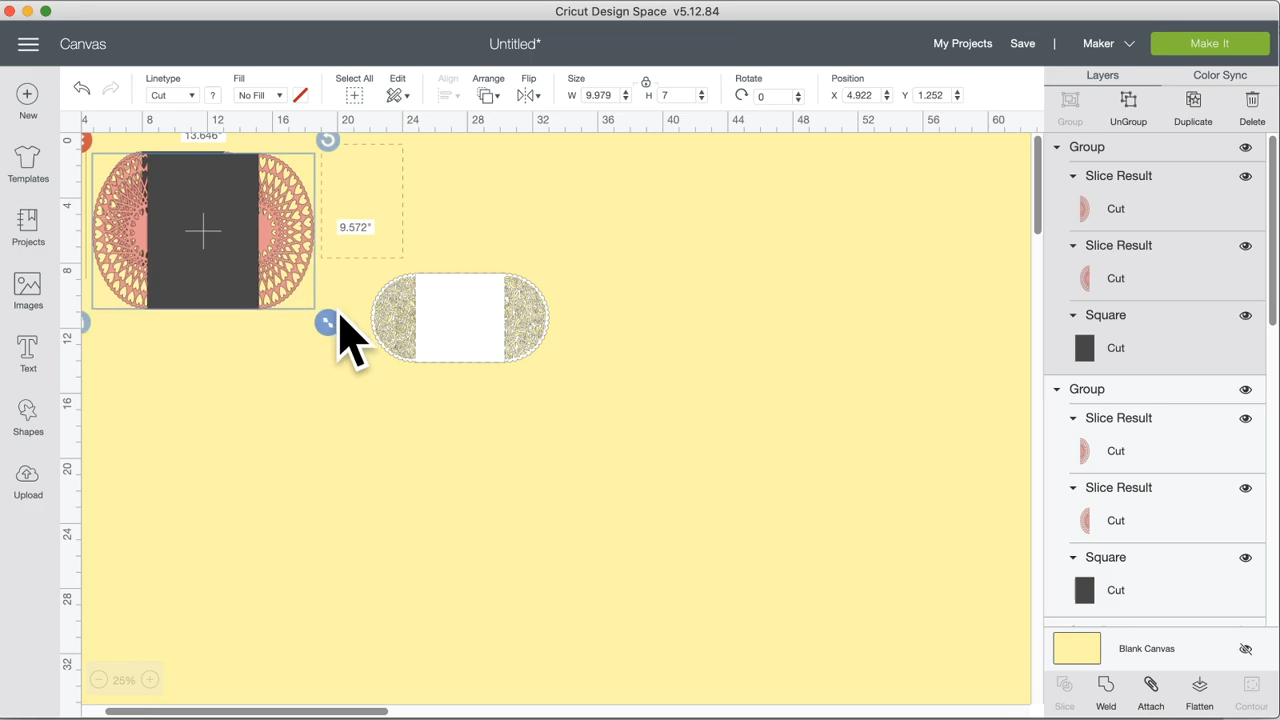 Cricut Design Space v5.12.84
Canvas
Untitled*
My Projects
Save
|
Maker
Make It
Linetype
Cut
?
Fill
No Fill
Select All
Edit
Align
Arrange
Flip
Size
W 9.979
H 7
Rotate
0
Position
X 4.922
Y 1.252
Layers
Color Sync
Group
UnGroup
Duplicate
Delete
New
Templates
Projects
Images
Text
Shapes
Upload
4 8 12 16 20 24 28 32 36 40 44 48 52 56 60
0
4
8
12
16
20
24
28
32
13.646"
9.572"
25%
Group
Slice Result
Cut
Slice Result
Cut
Square
Cut
Group
Slice Result
Cut
Slice Result
Cut
Square
Cut
Blank Canvas
Slice
Weld
Attach
Flatten
Contour